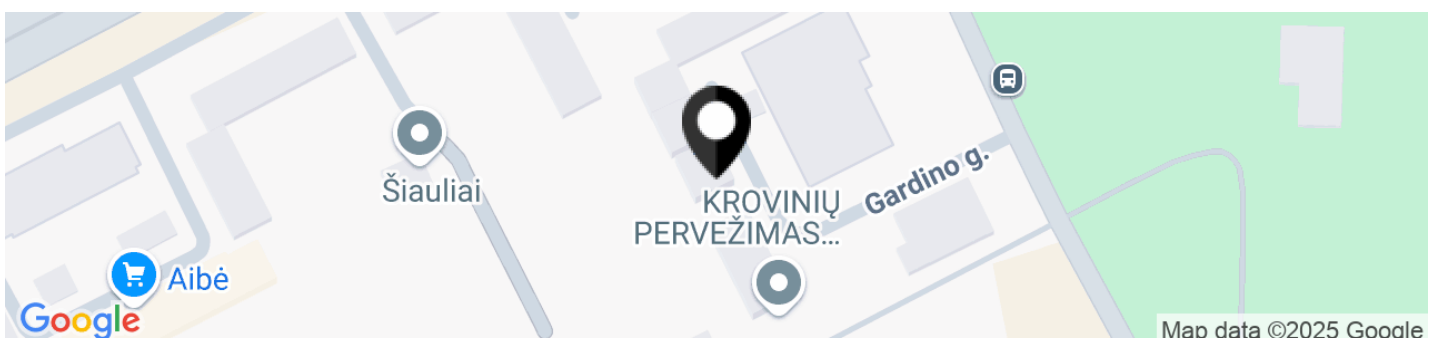 Šiauliai
KROVINIŲ
PERVEŽIMAS...
Gardino g.
Aibė
Google
Map data ©2025 Google